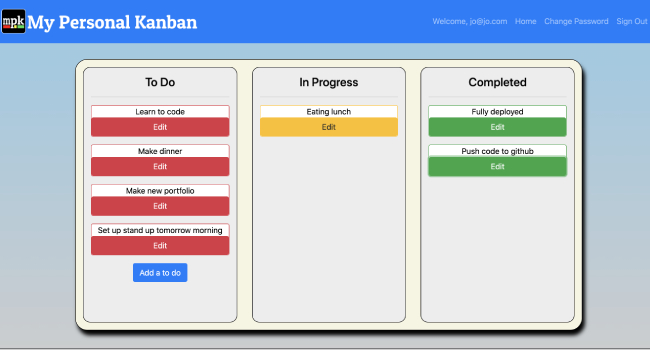 mpk My Personal Kanban
Welcome, jo@jo.com Home Change Password Sign Out
To Do
Learn to code
Edit
Make dinner
Edit
Make new portfolio
Edit
Set up stand up tomorrow morning
Edit
Add a to do
In Progress
Eating lunch
Edit
Completed
Fully deployed
Edit
Push code to github
Edit